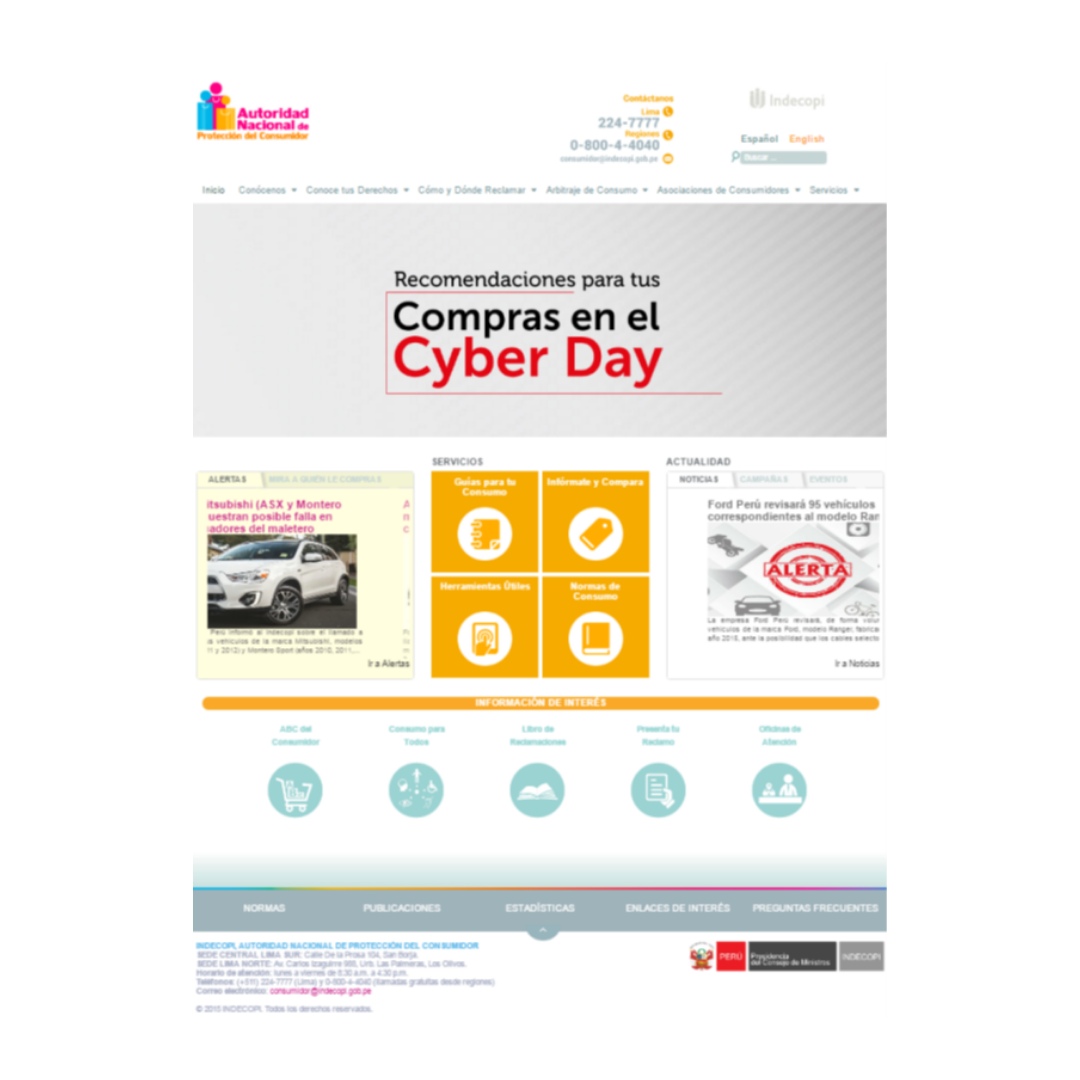 Autoridad
Nacional de
Protección del Consumidor
Contáctanos
Lima
224-7777
Regiones
0-800-4-4040
consumidor@indecopi.gob.pe
Indecopi
Español English
Buscar ...
Inicio Conócenos Conoce tus Derechos Cómo y Dónde Reclamar Arbitraje de Consumo Asociaciones de Consumidores Servicios
Recomendaciones para tus
Compras en el
Cyber Day
ALERTAS MIRA A QUIÉN LE COMPRAS
itsubishi (ASX y Montero
uestran posible falla en
adores del maletero
Perú informó al Indecopi sobre el llamado a
vehículos de la marca Mitsubishi, modelos
11 y 2012) y Montero Sport (años 2010, 2011,...
Ir a Alertas
SERVICIOS
Guías para tu
Consumo
Infórmate y Compara
Herramientas Útiles
Normas de
Consumo
ACTUALIDAD
NOTICIAS CAMPAÑAS EVENTOS
Ford Perú revisará 95 vehículos
correspondientes al modelo Ran
ALERTA
La empresa Ford Perú revisará, de forma volun
vehículos de la marca Ford, modelo Ranger, fabrica
año 2015, ante la posibilidad que los cables selecto
Ir a Noticias
INFORMACIÓN DE INTERÉS
ABC del
Consumidor
Consumo para
Todos
Libro de
Reclamaciones
Presenta tu
Reclamo
Oficinas de
Atención
NORMAS PUBLICACIONES ESTADÍSTICAS ENLACES DE INTERÉS PREGUNTAS FRECUENTES
INDECOPI, AUTORIDAD NACIONAL DE PROTECCIÓN DEL CONSUMIDOR
SEDE CENTRAL LIMA SUR: Calle De la Prosa 104, San Borja.
SEDE LIMA NORTE: Av. Carlos Izaguirre 988, Urb. Las Palmeras, Los Olivos.
Horario de atención: lunes a viernes de 8:30 a.m. a 4:30 p.m.
Teléfonos: (+511) 224-7777 (Lima) y 0-800-4-4040 (llamadas gratuitas desde regiones)
Correo electrónico: consumidor@indecopi.gob.pe
© 2015 INDECOPI. Todos los derechos reservados.
PERÚ
Presidencia
del Consejo de Ministros
INDECOPI